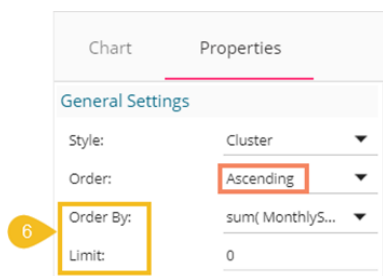 Chart Properties
General Settings
Style: Cluster
Order: Ascending
6 Order By: sum( MonthlyS...
Limit: 0